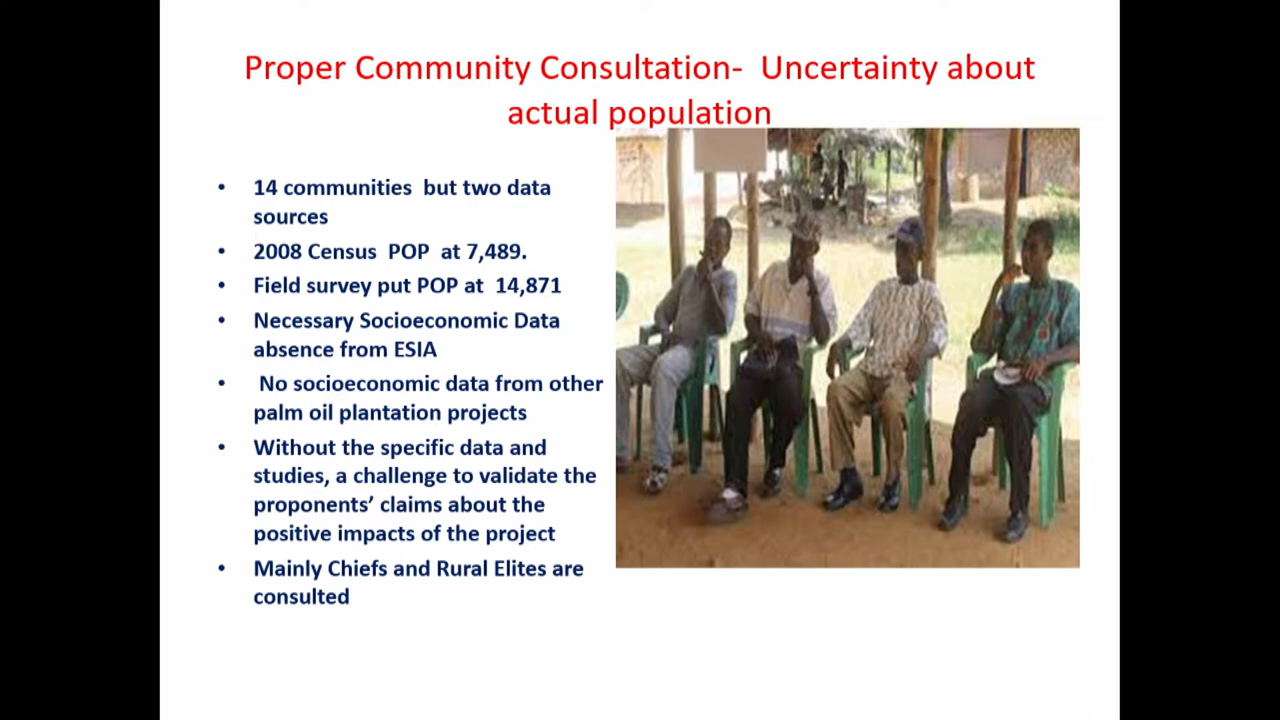 Proper Community Consultation-  Uncertainty about
actual population
• 14 communities  but two data
sources
• 2008 Census  POP  at 7,489.
• Field survey put POP at  14,871
• Necessary Socioeconomic Data
absence from ESIA
•  No socioeconomic data from other
palm oil plantation projects
• Without the specific data and
studies, a challenge to validate the
proponents’ claims about the
positive impacts of the project
• Mainly Chiefs and Rural Elites are
consulted